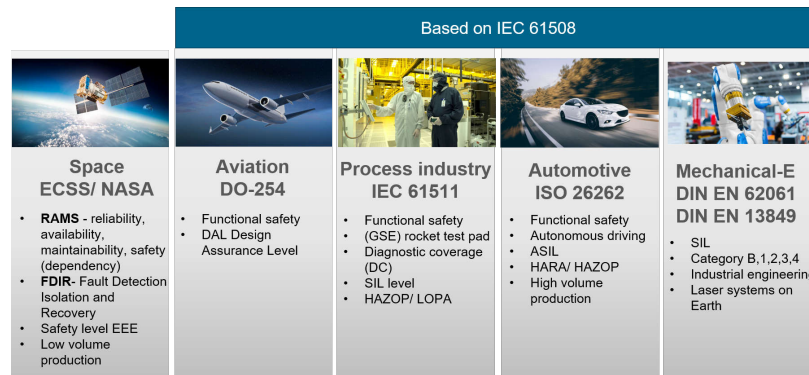 Based on IEC 61508
Space
ECSS/ NASA
• RAMS - reliability,
availability,
maintainability, safety
(dependency)
• FDIR- Fault Detection
Isolation and
Recovery
• Safety level EEE
• Low volume
production
Aviation
DO-254
• Functional safety
• DAL Design
Assurance Level
Process industry
IEC 61511
• Functional safety
• (GSE) rocket test pad
• Diagnostic coverage
(DC)
• SIL level
• HAZOP/ LOPA
Automotive
ISO 26262
• Functional safety
• Autonomous driving
• ASIL
• HARA/ HAZOP
• High volume
production
Mechanical-E
DIN EN 62061
DIN EN 13849
• SIL
• Category B,1,2,3,4
• Industrial engineerin
• Laser systems on
Earth